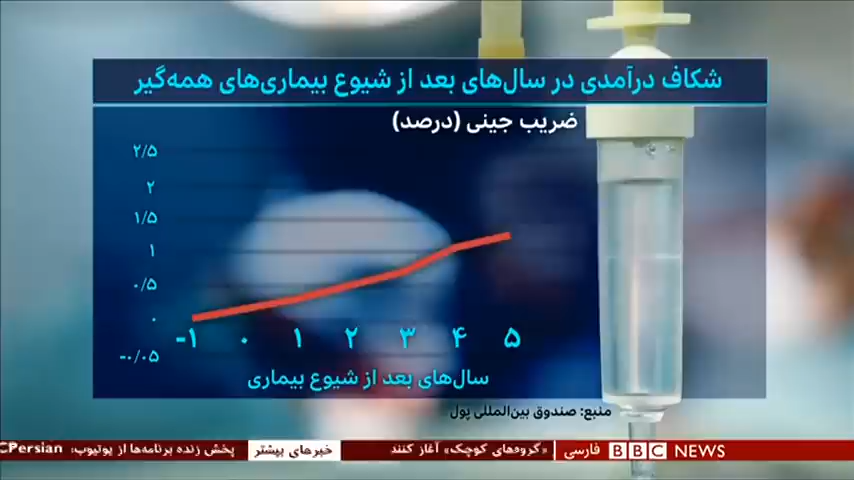 شکاف درآمدی در سال‌های بعد از شیوع بیماری‌های همه‌گیر
ضریب جینی (درصد)
۲/۵
۲
۱/۵
۱
۰/۵
۰
-۰/۰۵
-۱ ۰ ۱ ۲ ۳ ۴ ۵
سال‌های بعد از شیوع بیماری
منبع: صندوق بین‌المللی پول
CPersian پخش زنده برنامه‌ها از یوتیوب: خبرهای بیشتر «گروه‌های کوچک» آغاز کنند فارسی BBC NEWS